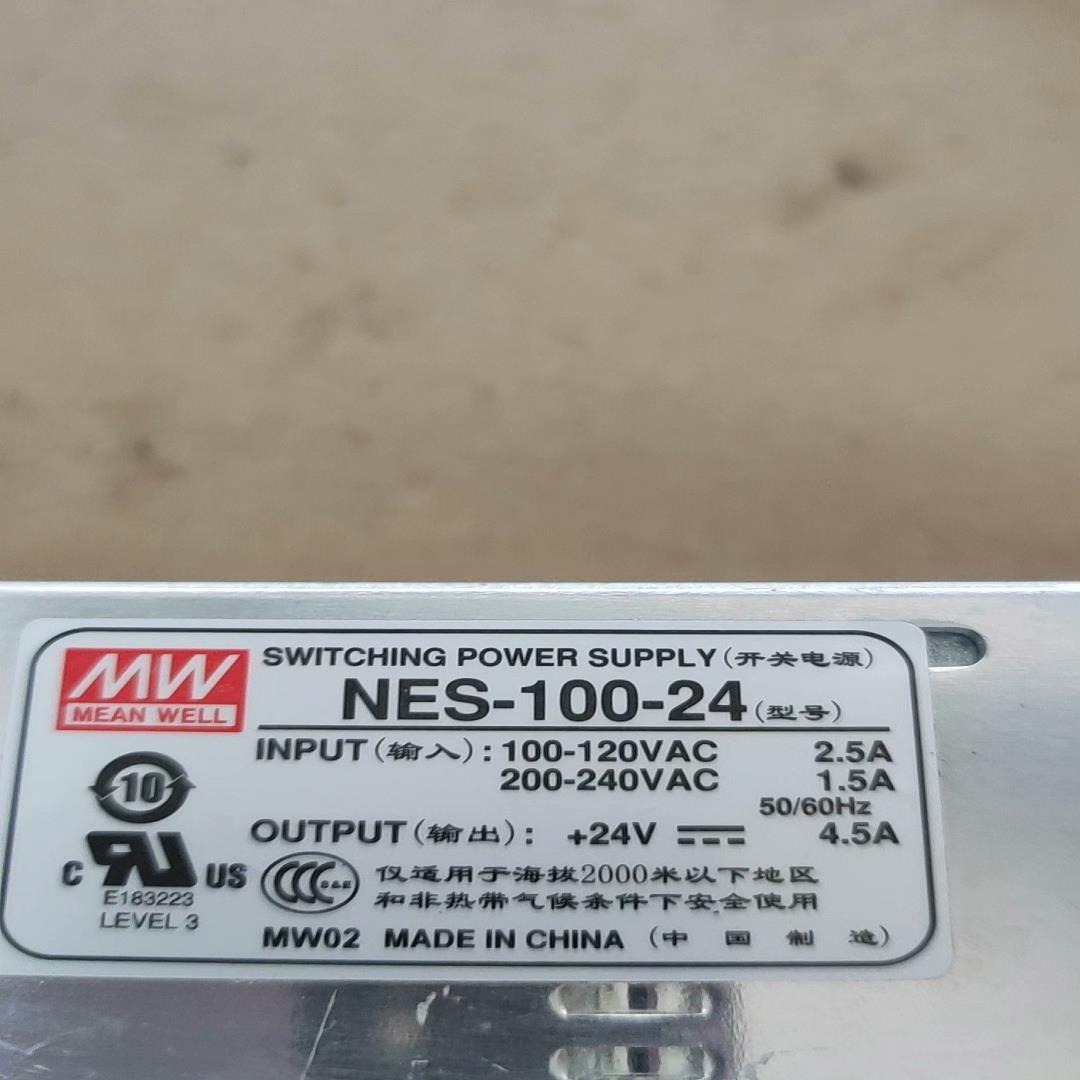 MW
MEAN WELL
SWITCHING POWER SUPPLY(开关电源)
NES-100-24(型号)
INPUT(输入): 100-120VAC 2.5A
200-240VAC 1.5A
50/60Hz
OUTPUT(输出): +24V 4.5A
10
C US
E183223
LEVEL 3
CCC S&E
仅适用于海拔2000米以下地区
和非热带气候条件下安全使用
MW02 MADE IN CHINA (中国制造)